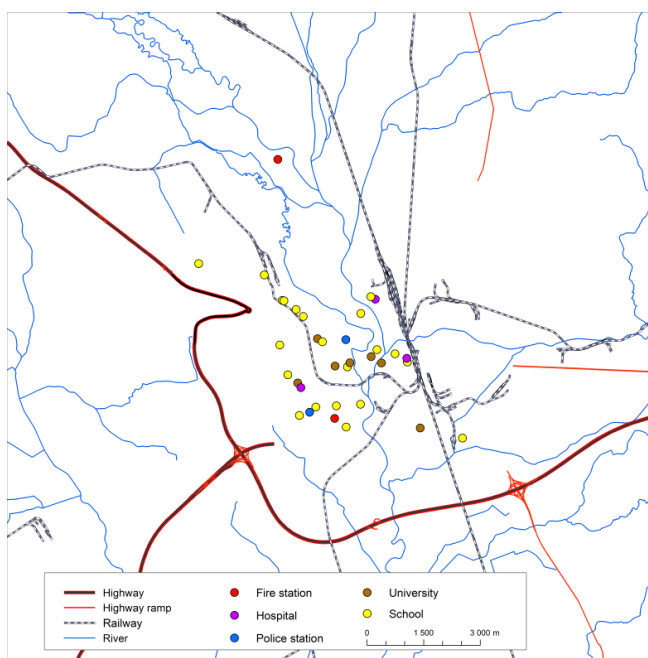 Highway
Highway ramp
Railway
River
Fire station
Hospital
Police station
University
School
0 1 500 3 000 m